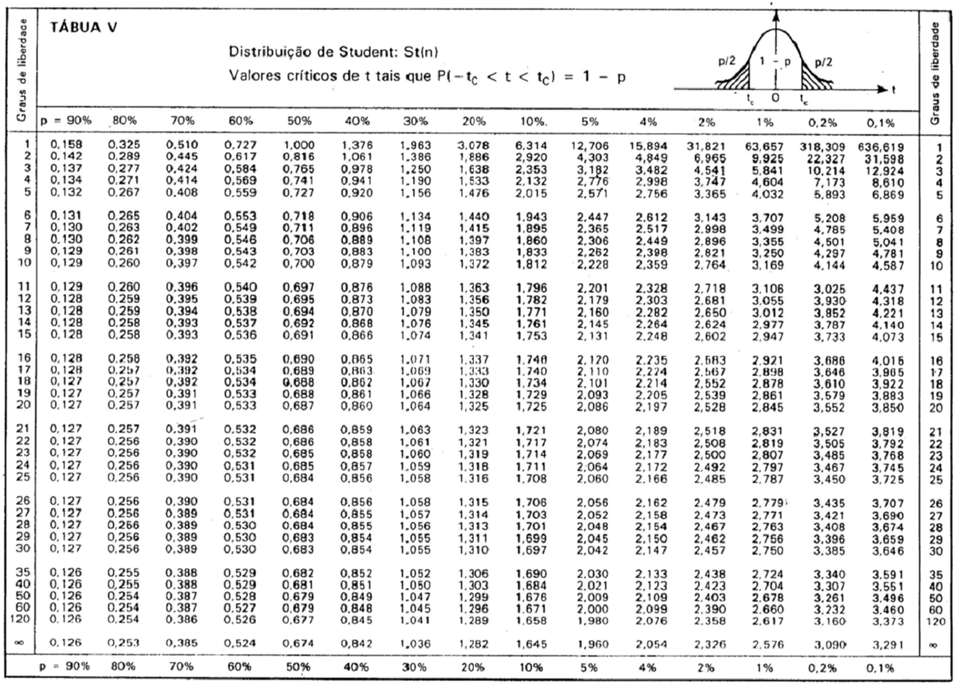 TÁBUA V
Distribuição de Student: St(n)
Valores críticos de t tais que P(−tc < t < tc) = 1 − p
p/2 1 − p p/2
tc 0 tc t
Graus de liberdade p = 90% 80% 70% 60% 50% 40% 30% 20% 10% 5% 4% 2% 1% 0,2% 0,1% Graus de liberdade
1 0,158 0,325 0,510 0,727 1,000 1,376 1,963 3,078 6,314 12,706 15,894 31,821 63,657 318,309 636,619 1
2 0,142 0,289 0,445 0,617 0,816 1,061 1,386 1,886 2,920 4,303 4,849 6,965 9,925 22,327 31,598 2
3 0,137 0,277 0,424 0,584 0,765 0,978 1,250 1,638 2,353 3,182 3,482 4,541 5,841 10,214 12,924 3
4 0,134 0,271 0,414 0,569 0,741 0,941 1,190 1,533 2,132 2,776 2,998 3,747 4,604 7,173 8,610 4
5 0,132 0,267 0,408 0,559 0,727 0,920 1,156 1,476 2,015 2,571 2,756 3,365 4,032 5,893 6,869 5
6 0,131 0,265 0,404 0,553 0,718 0,906 1,134 1,440 1,943 2,447 2,612 3,143 3,707 5,208 5,959 6
7 0,130 0,263 0,402 0,549 0,711 0,896 1,119 1,415 1,895 2,365 2,517 2,998 3,499 4,785 5,408 7
8 0,130 0,262 0,399 0,546 0,706 0,889 1,108 1,397 1,860 2,306 2,449 2,896 3,355 4,501 5,041 8
9 0,129 0,261 0,398 0,543 0,703 0,883 1,100 1,383 1,833 2,262 2,398 2,821 3,250 4,297 4,781 9
10 0,129 0,260 0,397 0,542 0,700 0,879 1,093 1,372 1,812 2,228 2,359 2,764 3,169 4,144 4,587 10
11 0,129 0,260 0,396 0,540 0,697 0,876 1,088 1,363 1,796 2,201 2,328 2,718 3,106 3,025 4,437 11
12 0,128 0,259 0,395 0,539 0,695 0,873 1,083 1,356 1,782 2,179 2,303 2,681 3,055 3,930 4,318 12
13 0,128 0,259 0,394 0,538 0,694 0,870 1,079 1,350 1,771 2,160 2,282 2,650 3,012 3,852 4,221 13
14 0,128 0,258 0,393 0,537 0,692 0,868 1,076 1,345 1,761 2,145 2,264 2,624 2,977 3,787 4,140 14
15 0,128 0,258 0,393 0,536 0,691 0,866 1,074 1,341 1,753 2,131 2,248 2,602 2,947 3,733 4,073 15
16 0,128 0,258 0,392 0,535 0,690 0,865 1,071 1,337 1,746 2,120 2,235 2,583 2,921 3,686 4,015 16
17 0,128 0,257 0,392 0,534 0,689 0,863 1,069 1,333 1,740 2,110 2,224 2,567 2,898 3,646 3,965 17
18 0,127 0,257 0,392 0,534 0,688 0,862 1,067 1,330 1,734 2,101 2,214 2,552 2,878 3,610 3,922 18
19 0,127 0,257 0,391 0,533 0,688 0,861 1,066 1,328 1,729 2,093 2,205 2,539 2,861 3,579 3,883 19
20 0,127 0,257 0,391 0,533 0,687 0,860 1,064 1,325 1,725 2,086 2,197 2,528 2,845 3,552 3,850 20
21 0,127 0,257 0,391 0,532 0,686 0,859 1,063 1,323 1,721 2,080 2,189 2,518 2,831 3,527 3,819 21
22 0,127 0,256 0,390 0,532 0,686 0,858 1,061 1,321 1,717 2,074 2,183 2,508 2,819 3,505 3,792 22
23 0,127 0,256 0,390 0,532 0,685 0,858 1,060 1,319 1,714 2,069 2,177 2,500 2,807 3,485 3,768 23
24 0,127 0,256 0,390 0,531 0,685 0,857 1,059 1,318 1,711 2,064 2,172 2,492 2,797 3,467 3,745 24
25 0,127 0,256 0,390 0,531 0,684 0,856 1,058 1,316 1,708 2,060 2,166 2,485 2,787 3,450 3,725 25
26 0,127 0,256 0,390 0,531 0,684 0,856 1,058 1,315 1,706 2,056 2,162 2,479 2,779 3,435 3,707 26
27 0,127 0,256 0,389 0,531 0,684 0,855 1,057 1,314 1,703 2,052 2,158 2,473 2,771 3,421 3,690 27
28 0,127 0,256 0,389 0,530 0,684 0,855 1,056 1,313 1,701 2,048 2,154 2,467 2,763 3,408 3,674 28
29 0,127 0,256 0,389 0,530 0,683 0,854 1,055 1,311 1,699 2,045 2,150 2,462 2,756 3,396 3,659 29
30 0,127 0,256 0,389 0,530 0,683 0,854 1,055 1,310 1,697 2,042 2,147 2,457 2,750 3,385 3,646 30
35 0,126 0,255 0,388 0,529 0,682 0,852 1,052 1,306 1,690 2,030 2,133 2,438 2,724 3,340 3,591 35
40 0,126 0,255 0,388 0,529 0,681 0,851 1,050 1,303 1,684 2,021 2,123 2,423 2,704 3,307 3,551 40
50 0,126 0,254 0,387 0,528 0,679 0,849 1,047 1,299 1,676 2,009 2,109 2,403 2,678 3,261 3,496 50
60 0,126 0,254 0,387 0,527 0,679 0,848 1,045 1,296 1,671 2,000 2,099 2,390 2,660 3,232 3,460 60
120 0,126 0,254 0,386 0,526 0,677 0,845 1,041 1,289 1,658 1,980 2,076 2,358 2,617 3,160 3,373 120
∞ 0,126 0,253 0,385 0,524 0,674 0,842 1,036 1,282 1,645 1,960 2,054 2,326 2,576 3,090 3,291 ∞
p = 90% 80% 70% 60% 50% 40% 30% 20% 10% 5% 4% 2% 1% 0,2% 0,1%